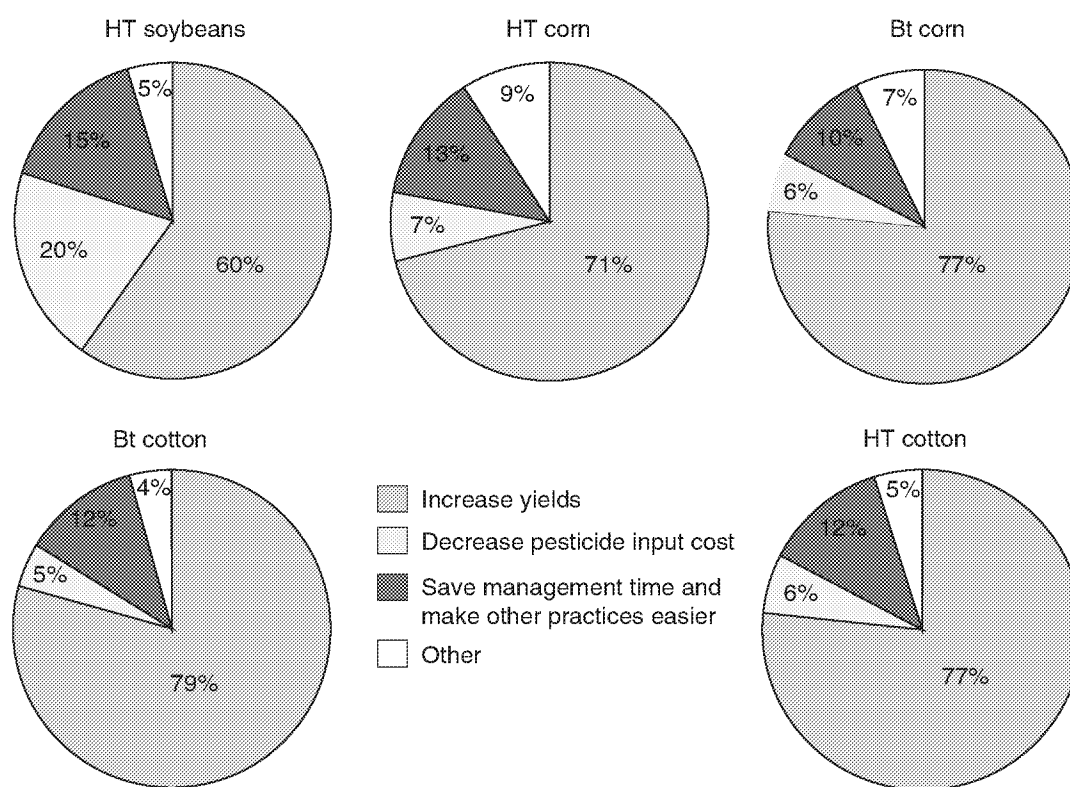 HT soybeans
5%
15%
20%
60%
HT corn
9%
13%
7%
71%
Bt corn
7%
10%
6%
77%
Bt cotton
4%
12%
5%
79%
Increase yields
Decrease pesticide input cost
Save management time and
make other practices easier
Other
HT cotton
5%
12%
6%
77%